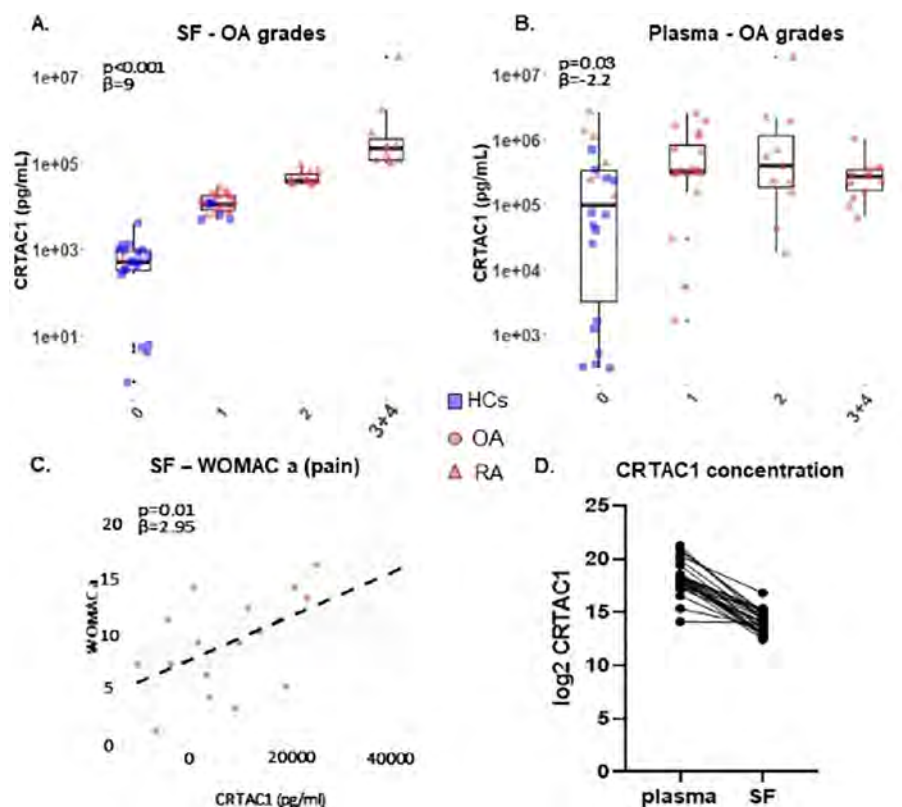 A.
SF - OA grades
p<0.001
β=9
1e+07
1e+05
1e+03
1e+01
CRTAC1 (pg/mL)
0
1
2
3+4
B.
Plasma - OA grades
p=0.03
β=-2.2
1e+07
1e+06
1e+05
1e+04
1e+03
CRTAC1 (pg/mL)
0
1
2
3+4
HCs
OA
RA
C.
SF – WOMAC a (pain)
p=0.01
β=2.95
20
15
10
5
0
WOMAC a
0
20000
40000
CRTAC1 (pg/ml)
D.
CRTAC1 concentration
25
20
15
10
5
0
log2 CRTAC1
plasma
SF